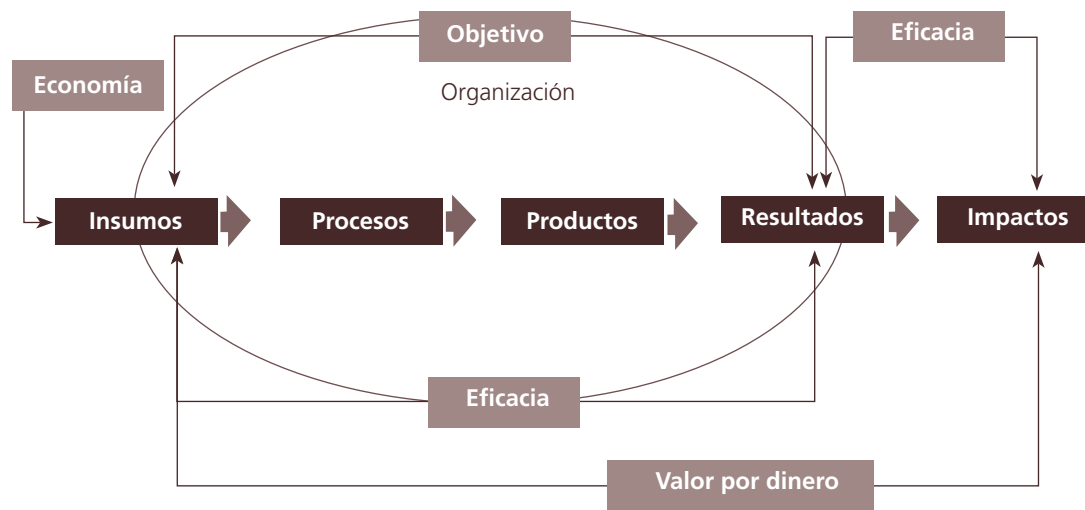 Objetivo
Eficacia
Economía
Organización
Insumos
Procesos
Productos
Resultados
Impactos
Eficacia
Valor por dinero